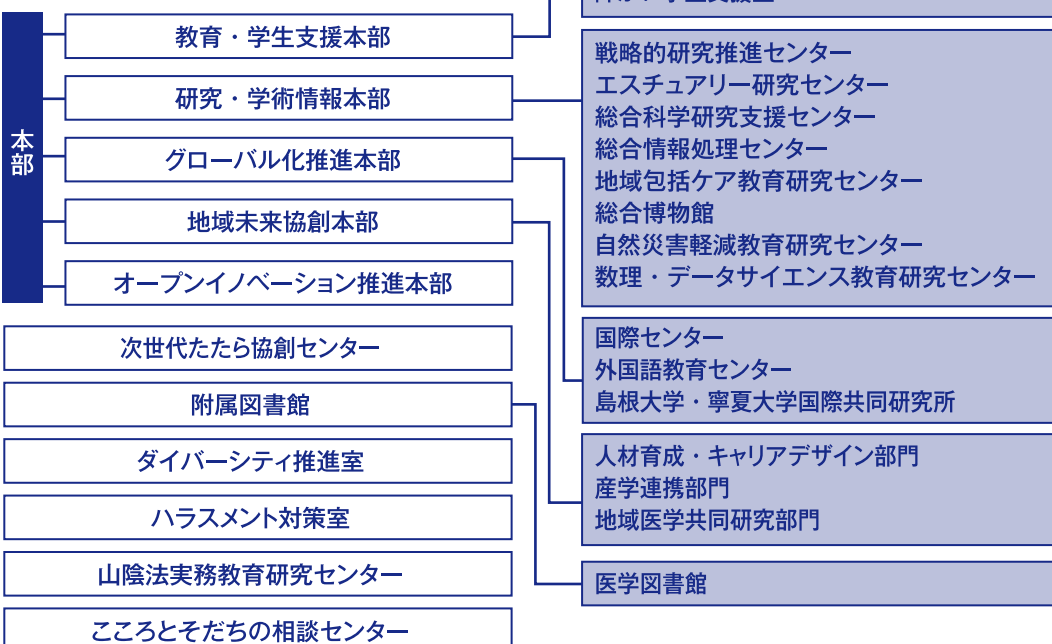 本部
教育・学生支援本部
研究・学術情報本部
グローバル化推進本部
地域未来協創本部
オープンイノベーション推進本部
次世代たたら協創センター
附属図書館
ダイバーシティ推進室
ハラスメント対策室
山陰法実務教育研究センター
こころとそだちの相談センター
戦略的研究推進センター
エスチュアリー研究センター
総合科学研究支援センター
総合情報処理センター
地域包括ケア教育研究センター
総合博物館
自然災害軽減教育研究センター
数理・データサイエンス教育研究センター
国際センター
外国語教育センター
島根大学・寧夏大学国際共同研究所
人材育成・キャリアデザイン部門
産学連携部門
地域医学共同研究部門
医学図書館